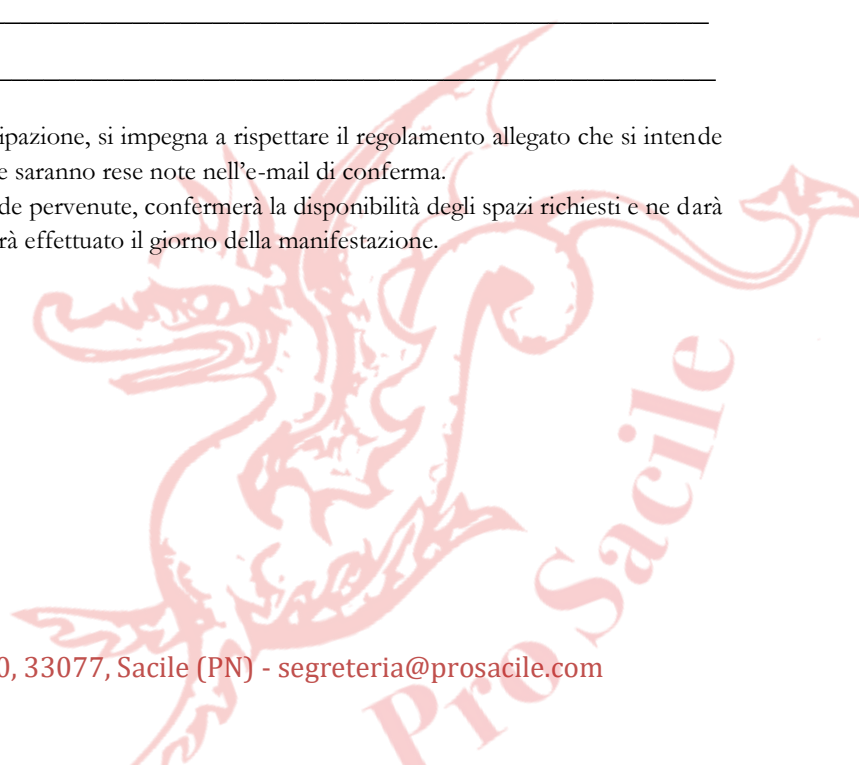 ipazione, si impegna a rispettare il regolamento allegato che si intende
e saranno rese note nell’e-mail di conferma.
de pervenute, confermerà la disponibilità degli spazi richiesti e ne darà
rà effettuato il giorno della manifestazione.
Pro Sacile
0, 33077, Sacile (PN) - segreteria@prosacile.com